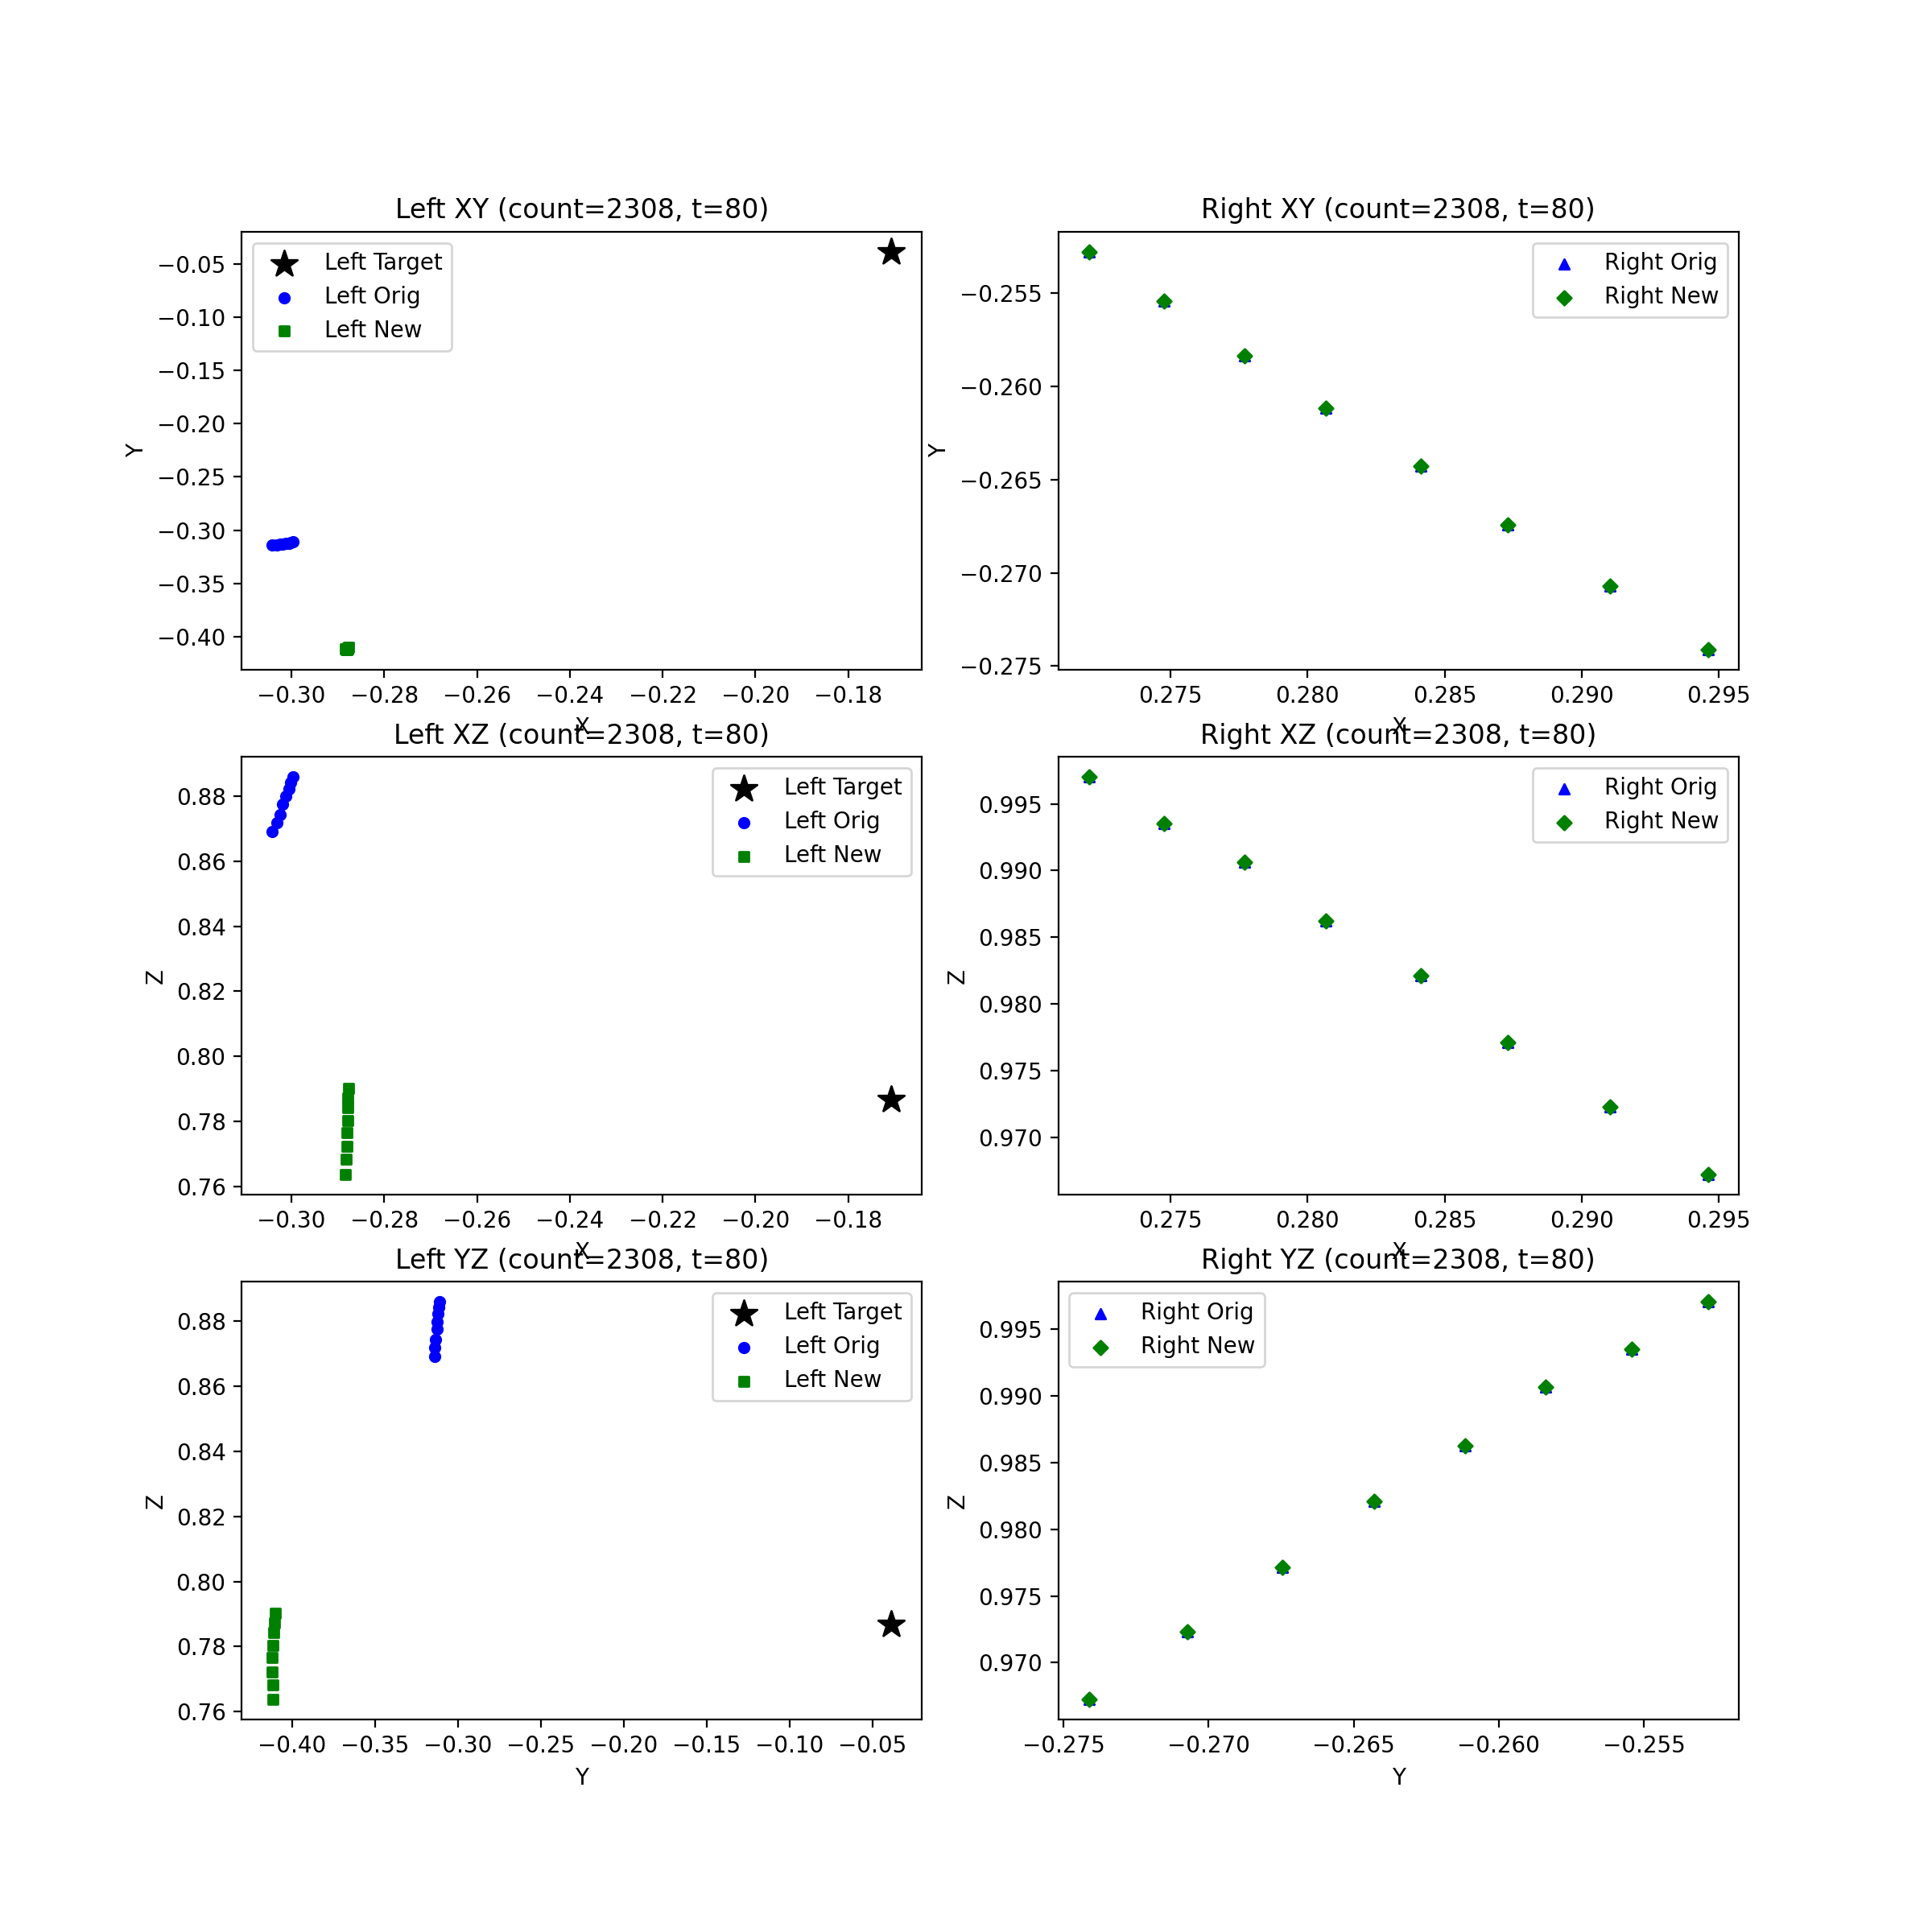 Left XY (count=2308, t=80)
Left Target
Left Orig
Left New
−0.05
−0.10
−0.15
−0.20
−0.25
−0.30
−0.35
−0.40
Y
−0.30 −0.28 −0.26 −0.24 −0.22 −0.20 −0.18
X
Right XY (count=2308, t=80)
Right Orig
Right New
−0.255
−0.260
−0.265
−0.270
−0.275
Y
0.275 0.280 0.285 0.290 0.295
X
Left XZ (count=2308, t=80)
Left Target
Left Orig
Left New
0.88
0.86
0.84
0.82
0.80
0.78
0.76
Z
−0.30 −0.28 −0.26 −0.24 −0.22 −0.20 −0.18
X
Right XZ (count=2308, t=80)
Right Orig
Right New
0.995
0.990
0.985
0.980
0.975
0.970
Z
0.275 0.280 0.285 0.290 0.295
X
Left YZ (count=2308, t=80)
Left Target
Left Orig
Left New
0.88
0.86
0.84
0.82
0.80
0.78
0.76
Z
−0.40 −0.35 −0.30 −0.25 −0.20 −0.15 −0.10 −0.05
Y
Right YZ (count=2308, t=80)
Right Orig
Right New
0.995
0.990
0.985
0.980
0.975
0.970
Z
−0.275 −0.270 −0.265 −0.260 −0.255
Y